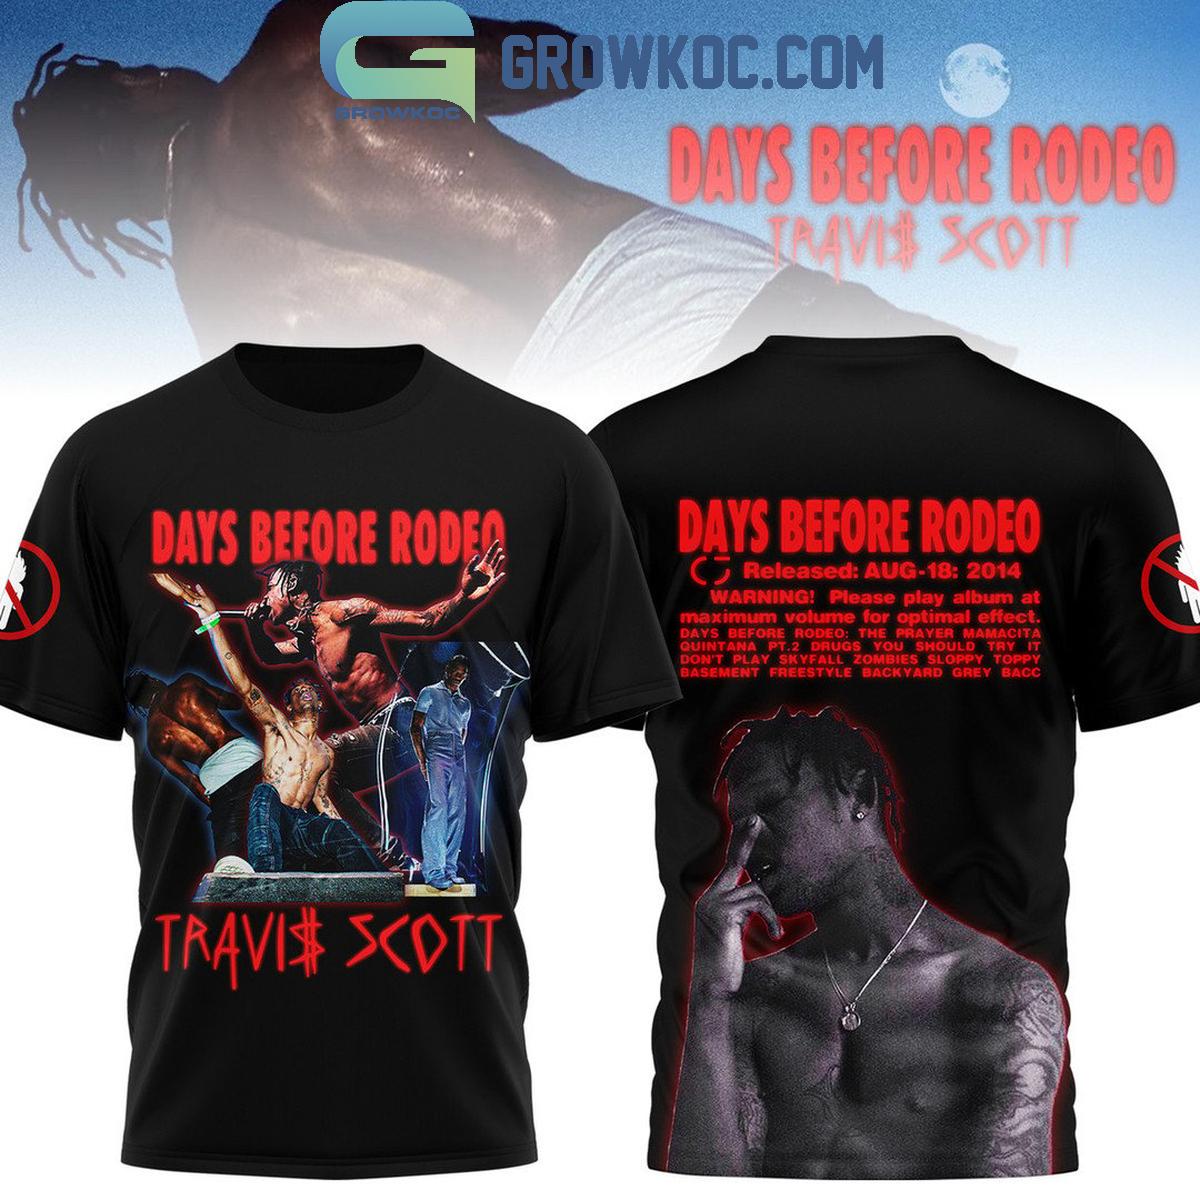 GROWKOC
GROWKOC.COM
DAYS BEFORE RODEO
TRAVI$ SCOTT
DAYS BEFORE RODEO
TRAVI$ SCOTT
DAYS BEFORE RODEO
Released: AUG-18: 2014
WARNING! Please play album at
maximum volume for optimal effect.
DAYS BEFORE RODEO: THE PRAYER MAMACITA
QUINTANA PT.2 DRUGS YOU SHOULD TRY IT
DON'T PLAY SKYFALL ZOMBIES SLOPPY TOPPY
BASEMENT FREESTYLE BACKYARD GREY BACC